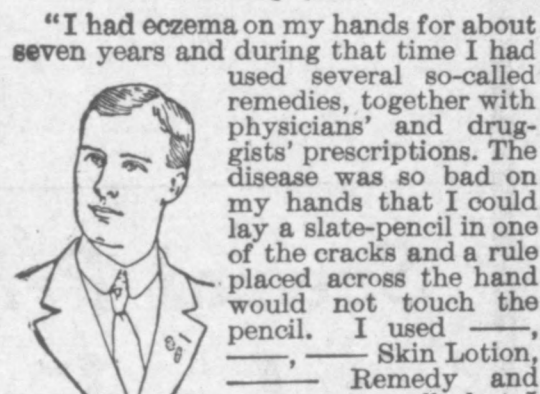 "I had eczema on my hands for about
seven years and during that time I had
used several so-called
remedies, together with
physicians' and drug-
gists' prescriptions. The
disease was so bad on
my hands that I could
lay a slate-pencil in one
of the cracks and a rule
placed across the hand
would not touch the
pencil. I used ——,
——, —— Skin Lotion,
—— Remedy and